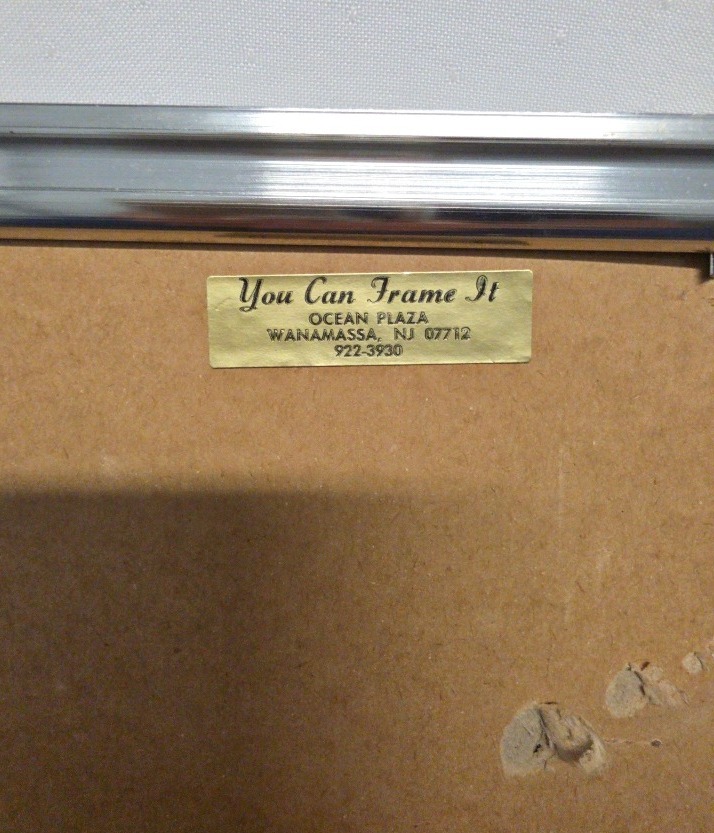 You Can Frame It
OCEAN PLAZA
WANAMASSA, NJ 07712
922-3930